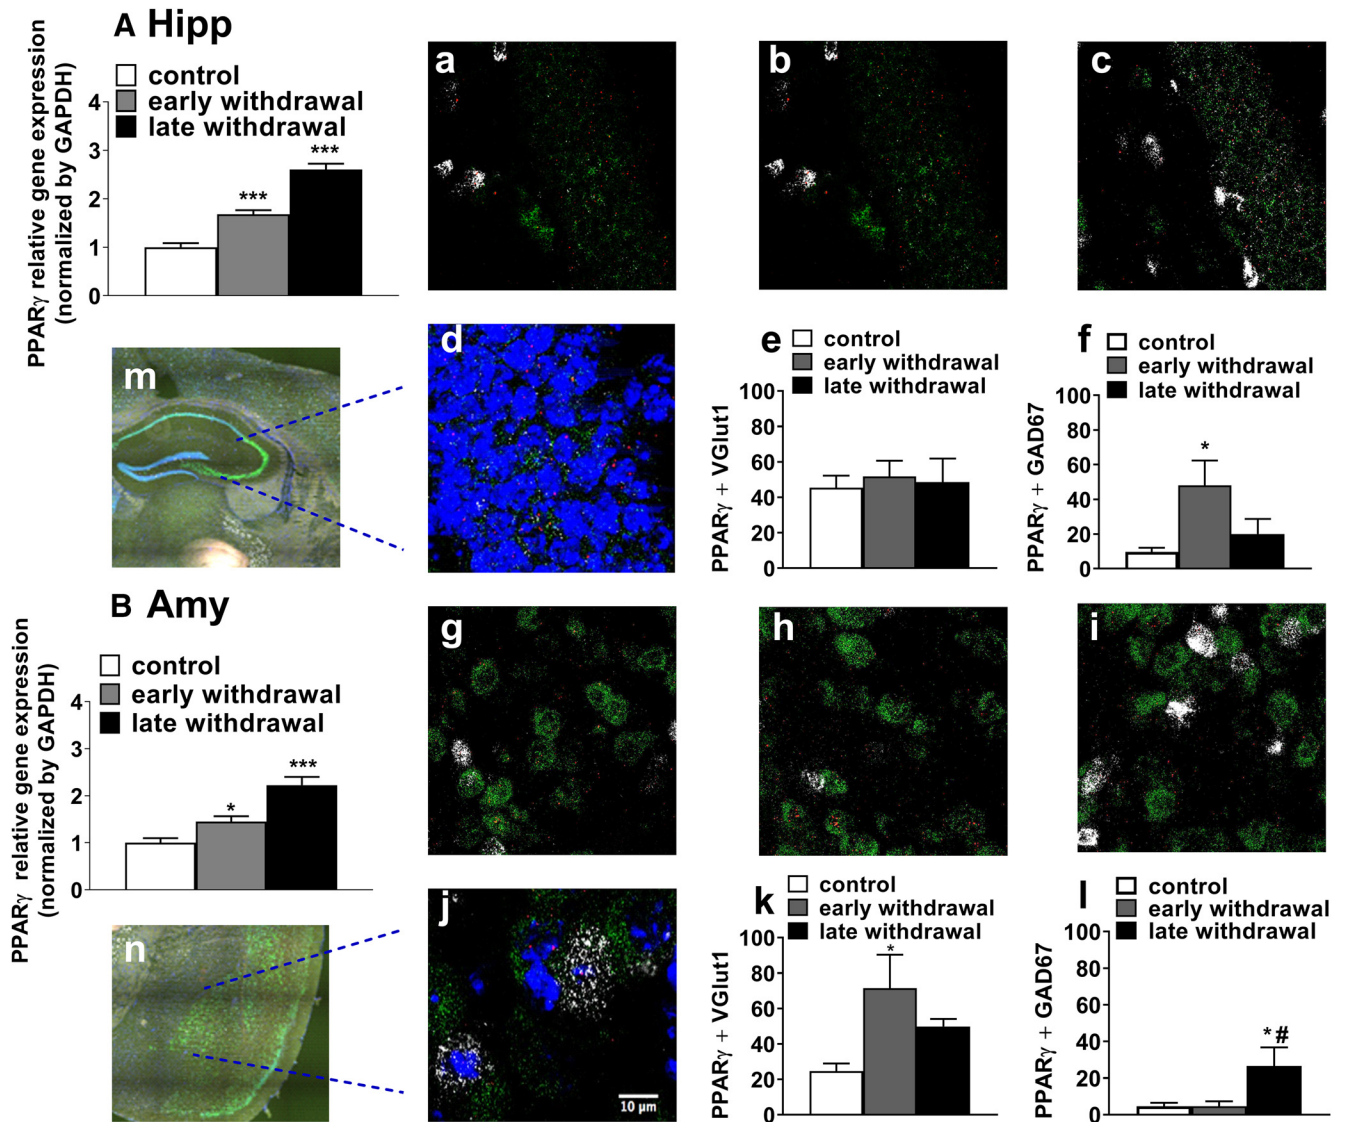 A Hipp
PPARγ relative gene expression
(normalized by GAPDH)
control
early withdrawal
late withdrawal
4
3
2
1
0
***
***
a
b
c
m
d
e
control
early withdrawal
late withdrawal
PPARγ + VGlut1
100
80
60
40
20
0
f
control
early withdrawal
late withdrawal
PPARγ + GAD67
100
80
60
40
20
0
*
B Amy
PPARγ relative gene expression
(normalized by GAPDH)
control
early withdrawal
late withdrawal
4
3
2
1
0
*
***
g
h
i
n
j
10 µm
k
control
early withdrawal
late withdrawal
PPARγ + VGlut1
100
80
60
40
20
0
*
l
control
early withdrawal
late withdrawal
PPARγ + GAD67
100
80
60
40
20
0
*#